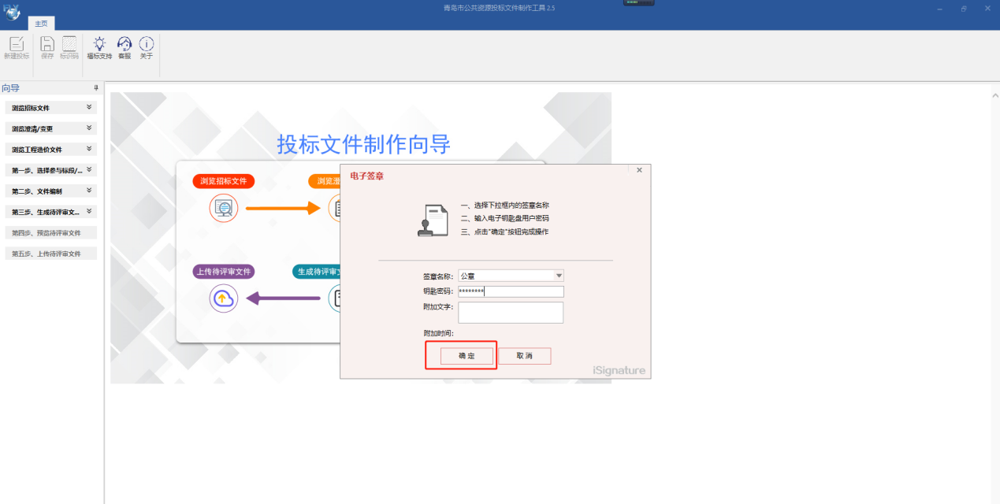 青岛市公共资源投标文件制作工具 2.5
主页
新建投标
保存
标识码
福标支持
客服
关于
向导
浏览招标文件
浏览澄清/变更
浏览工程造价文件
第一步、选择参与标段/...
第二步、文件编制
第三步、生成待评审文...
第四步、预览待评审文件
第五步、上传待评审文件
投标文件制作向导
浏览招标文件
浏览澄
上传待评审文件
生成待评审
电子签章
一、选择下拉框内的签章名称
二、输入电子钥匙盘用户密码
三、点击"确定"按钮完成操作
签章名称: 公章
钥匙密码: ********
附加文字:
附加时间:
确 定
取 消
iSignature